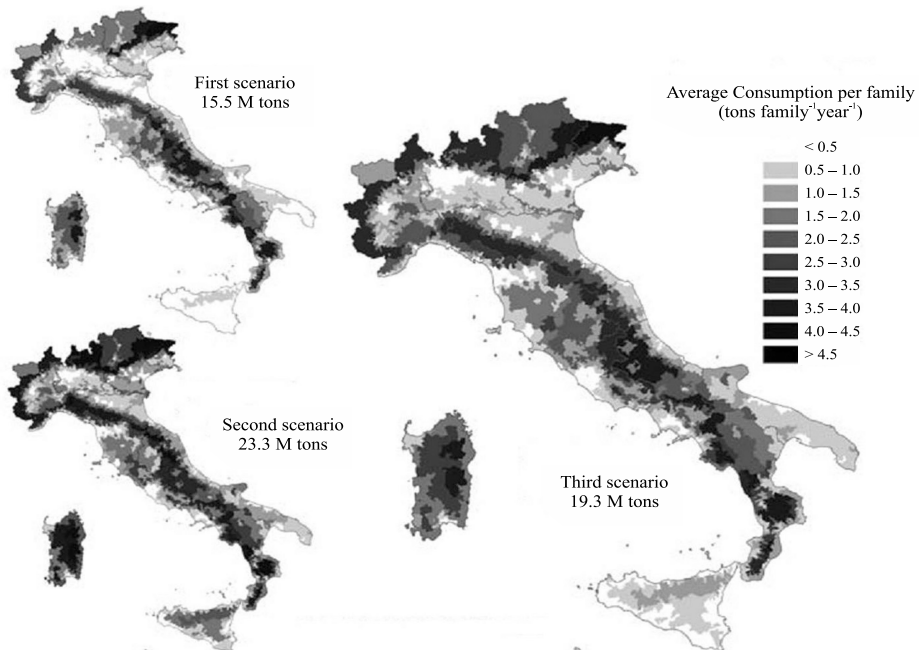 First scenario
15.5 M tons
Average Consumption per family
(tons family⁻¹year⁻¹)
< 0.5
0.5 – 1.0
1.0 – 1.5
1.5 – 2.0
2.0 – 2.5
2.5 – 3.0
3.0 – 3.5
3.5 – 4.0
4.0 – 4.5
> 4.5
Second scenario
23.3 M tons
Third scenario
19.3 M tons